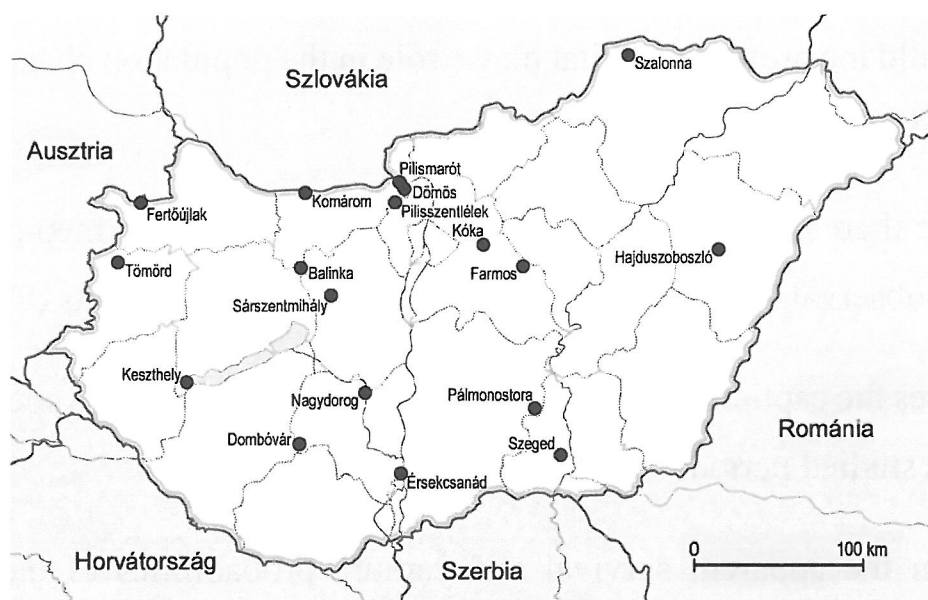 Szlovákia
Szalonna
Ausztria
Pilismarót
Dömös
Komárom
Pilisszentlélek
Fertőújlak
Kóka
Hajduszoboszló
Tömörd
Balinka
Farmos
Sárszentmihály
Keszthely
Nagydorog
Pálmonostora
Románia
Dombóvár
Szeged
Érsekcsanád
0 100 km
Horvátország
Szerbia